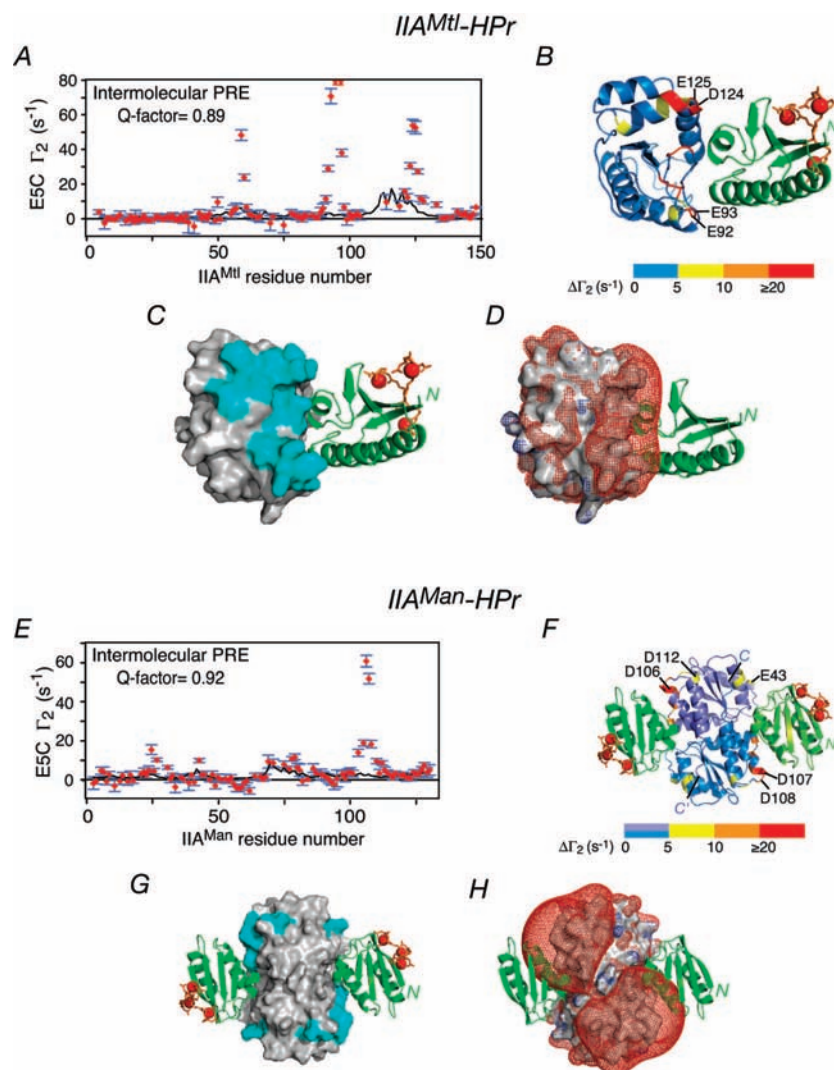 IIAMtl-HPr
A
Intermolecular PRE
Q-factor= 0.89
E5C Γ2 (s-1)
80
60
40
20
0
0 50 100 150
IIAMtl residue number
B
E125
D124
N
E93
E92
ΔΓ2 (s-1) 0 5 10 ≥20
C
N
D
N
IIAMan-HPr
E
Intermolecular PRE
Q-factor= 0.92
E5C Γ2 (s-1)
60
40
20
0
0 50 100
IIAMan residue number
F
D112
C
D106
E43
N
D107
D108
C'
ΔΓ2 (s-1) 0 5 10 ≥20
G
N
H
N